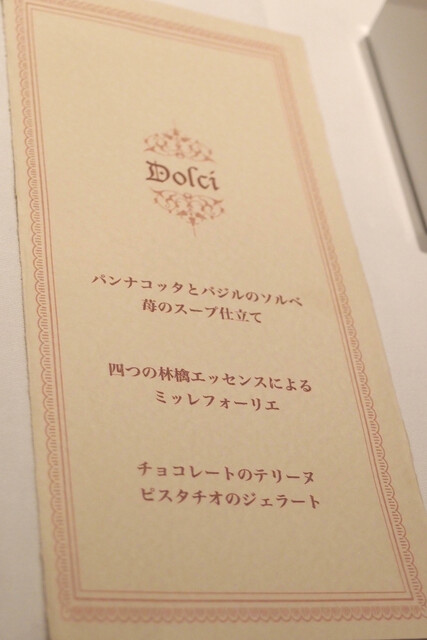 Dolci
パンナコッタとバジルのソルベ
苺のスープ仕立て
四つの林檎エッセンスによる
ミッレフォーリエ
チョコレートのテリーヌ
ピスタチオのジェラート